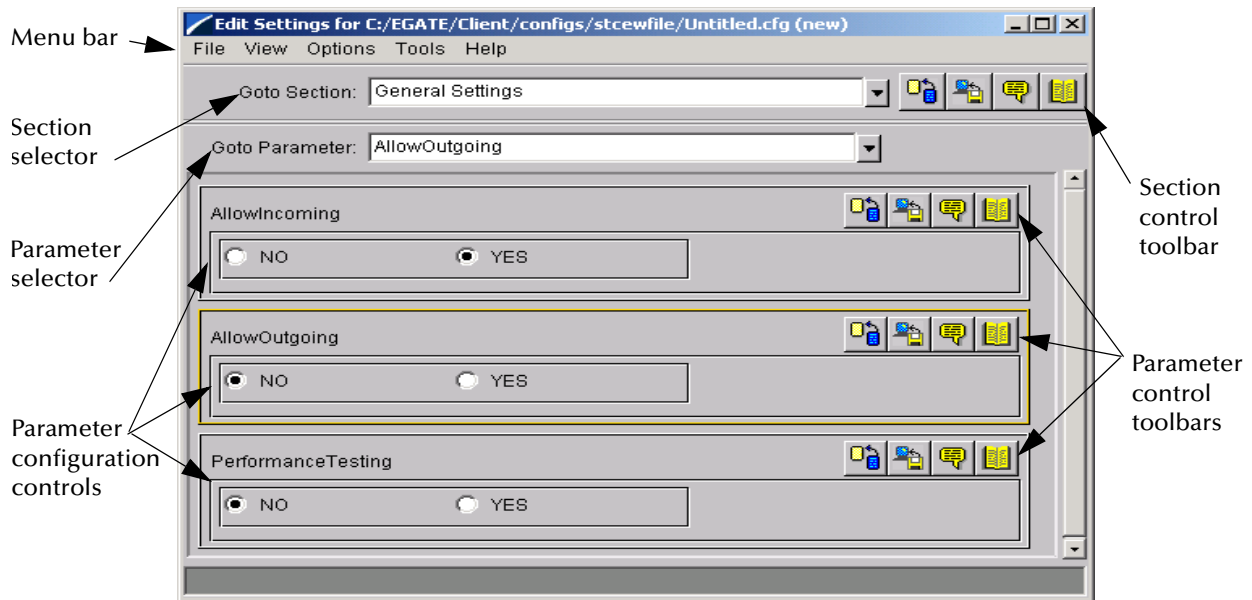 Edit Settings for C:/EGATE/Client/configs/stcewfile/Untitled.cfg (new)
Menu bar
File View Options Tools Help
Goto Section: General Settings
Section
selector
Goto Parameter: AllowOutgoing
Section
control
toolbar
AllowIncoming
NO YES
Parameter
selector
AllowOutgoing
NO YES
Parameter
control
toolbars
Parameter
configuration
controls
PerformanceTesting
NO YES